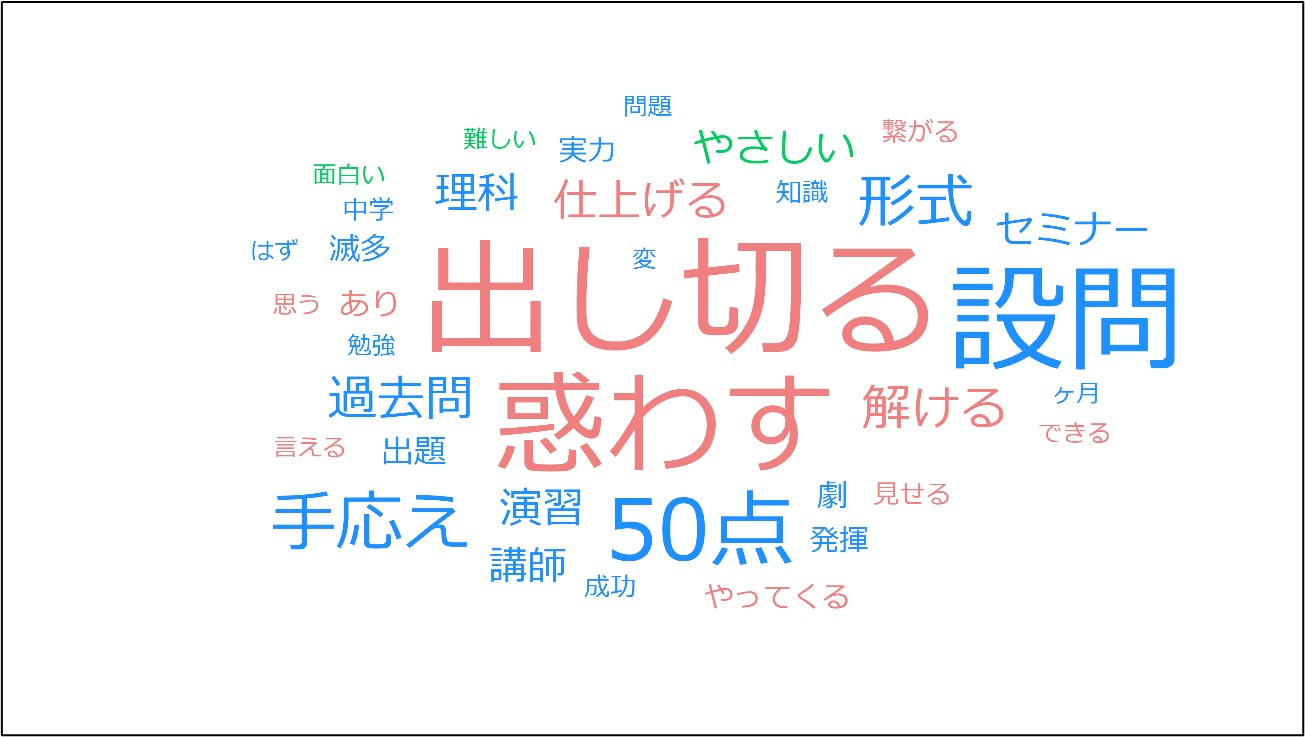 問題
難しい
実力
やさしい
繋がる
面白い
理科
仕上げる
知識
形式
中学
セミナー
はず
滅多
変
出し切る
設問
思う
あり
勉強
過去問
惑わす
解ける
ヶ月
できる
言える
出題
手応え
演習
50点
劇
見せる
講師
発揮
成功
やってくる